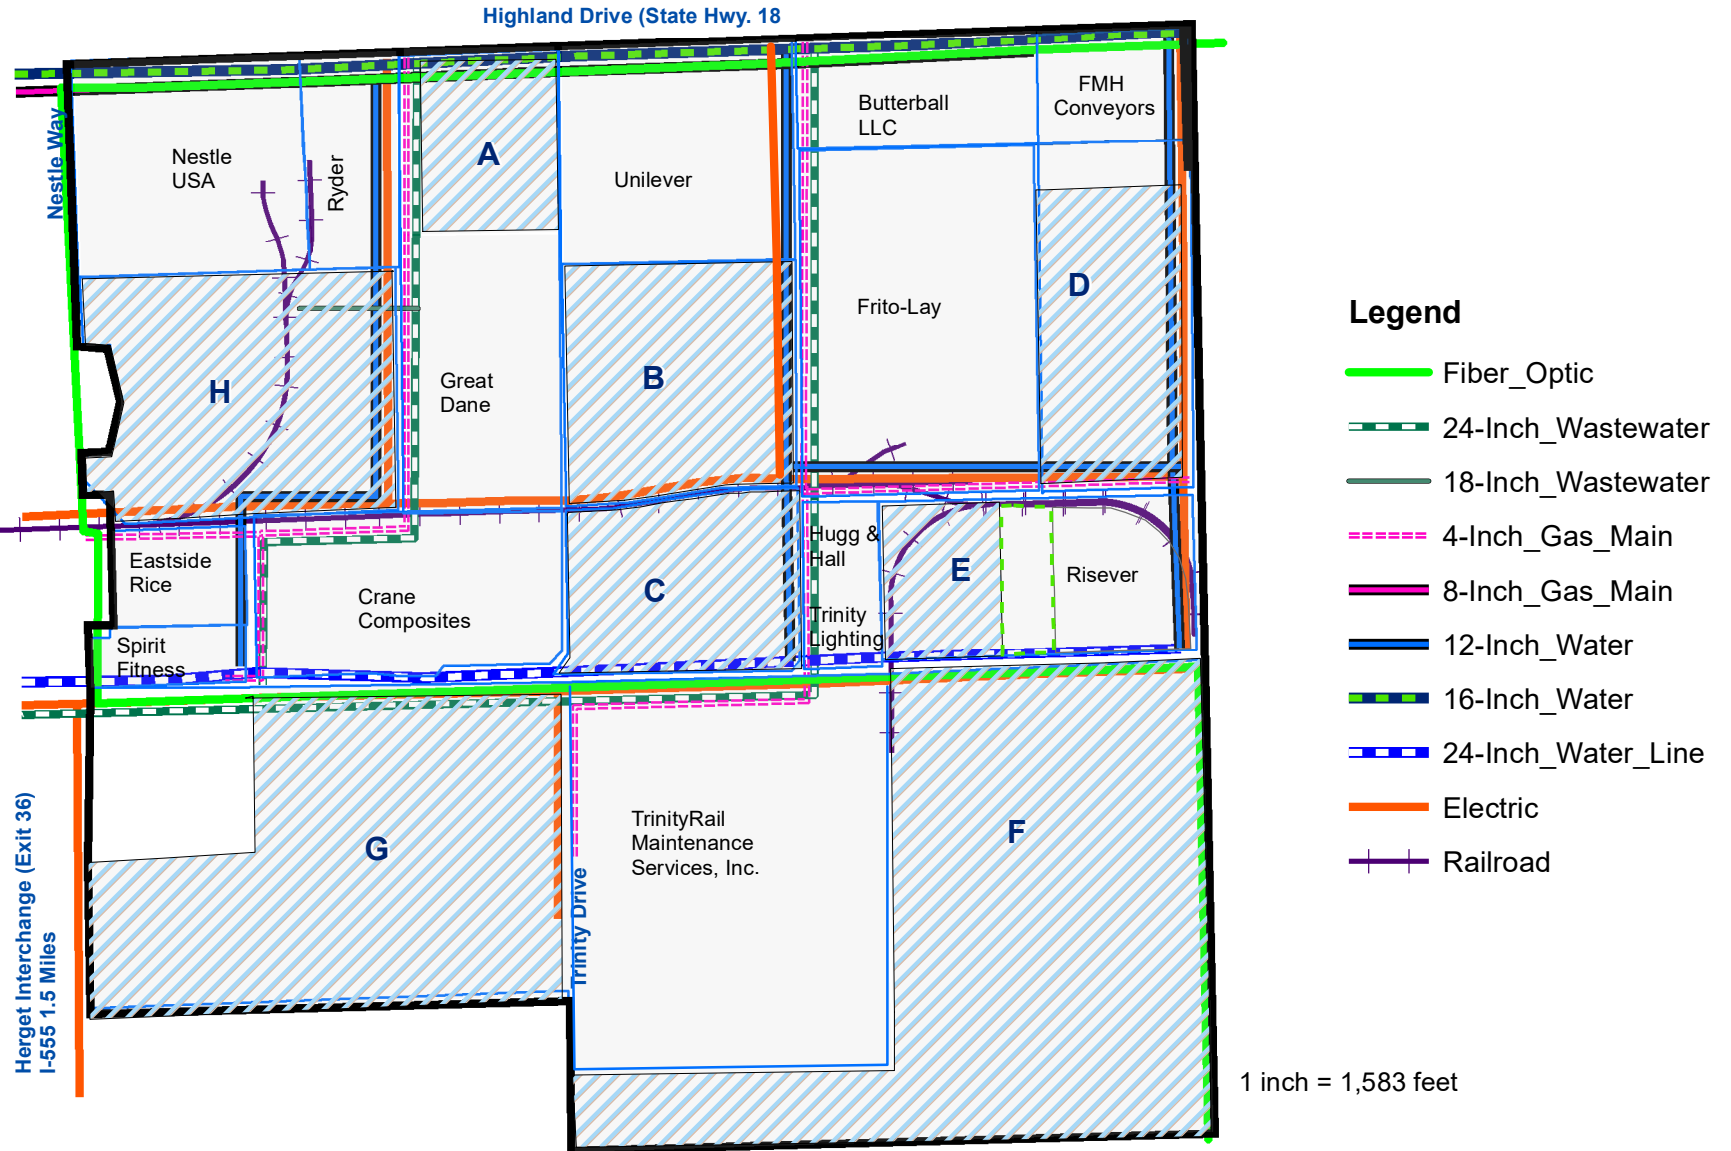 Highland Drive (State Hwy. 18
Nestle Way
Nestle
USA
Ryder
A
Unilever
Butterball
LLC
FMH
Conveyors
H
Great
Dane
B
Frito-Lay
D
Eastside
Rice
Spirit
Fitness
Crane
Composites
C
Hugg &
Hall
Trinity
Lighting
E
Risever
G
TrinityRail
Maintenance
Services, Inc.
F
Trinity Drive
Herget Interchange (Exit 36)
I-555 1.5 Miles
Legend
Fiber_Optic
24-Inch_Wastewater
18-Inch_Wastewater
4-Inch_Gas_Main
8-Inch_Gas_Main
12-Inch_Water
16-Inch_Water
24-Inch_Water_Line
Electric
Railroad
1 inch = 1,583 feet